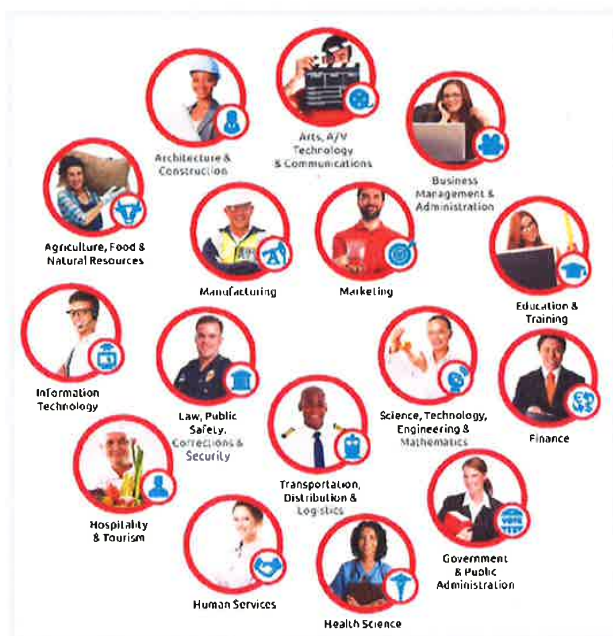 Arts, A/V
Technology
& Communications
Architecture &
Construction
Business
Management &
Administration
Agriculture, Food &
Natural Resources
Manufacturing
Marketing
Education &
Training
Information
Technology
Law, Public
Safety,
Corrections &
Security
Science, Technology,
Engineering &
Mathematics
Finance
Transportation,
Distribution &
Logistics
Hospitality
& Tourism
Government
& Public
Administration
VOTE
Human Services
Health Science